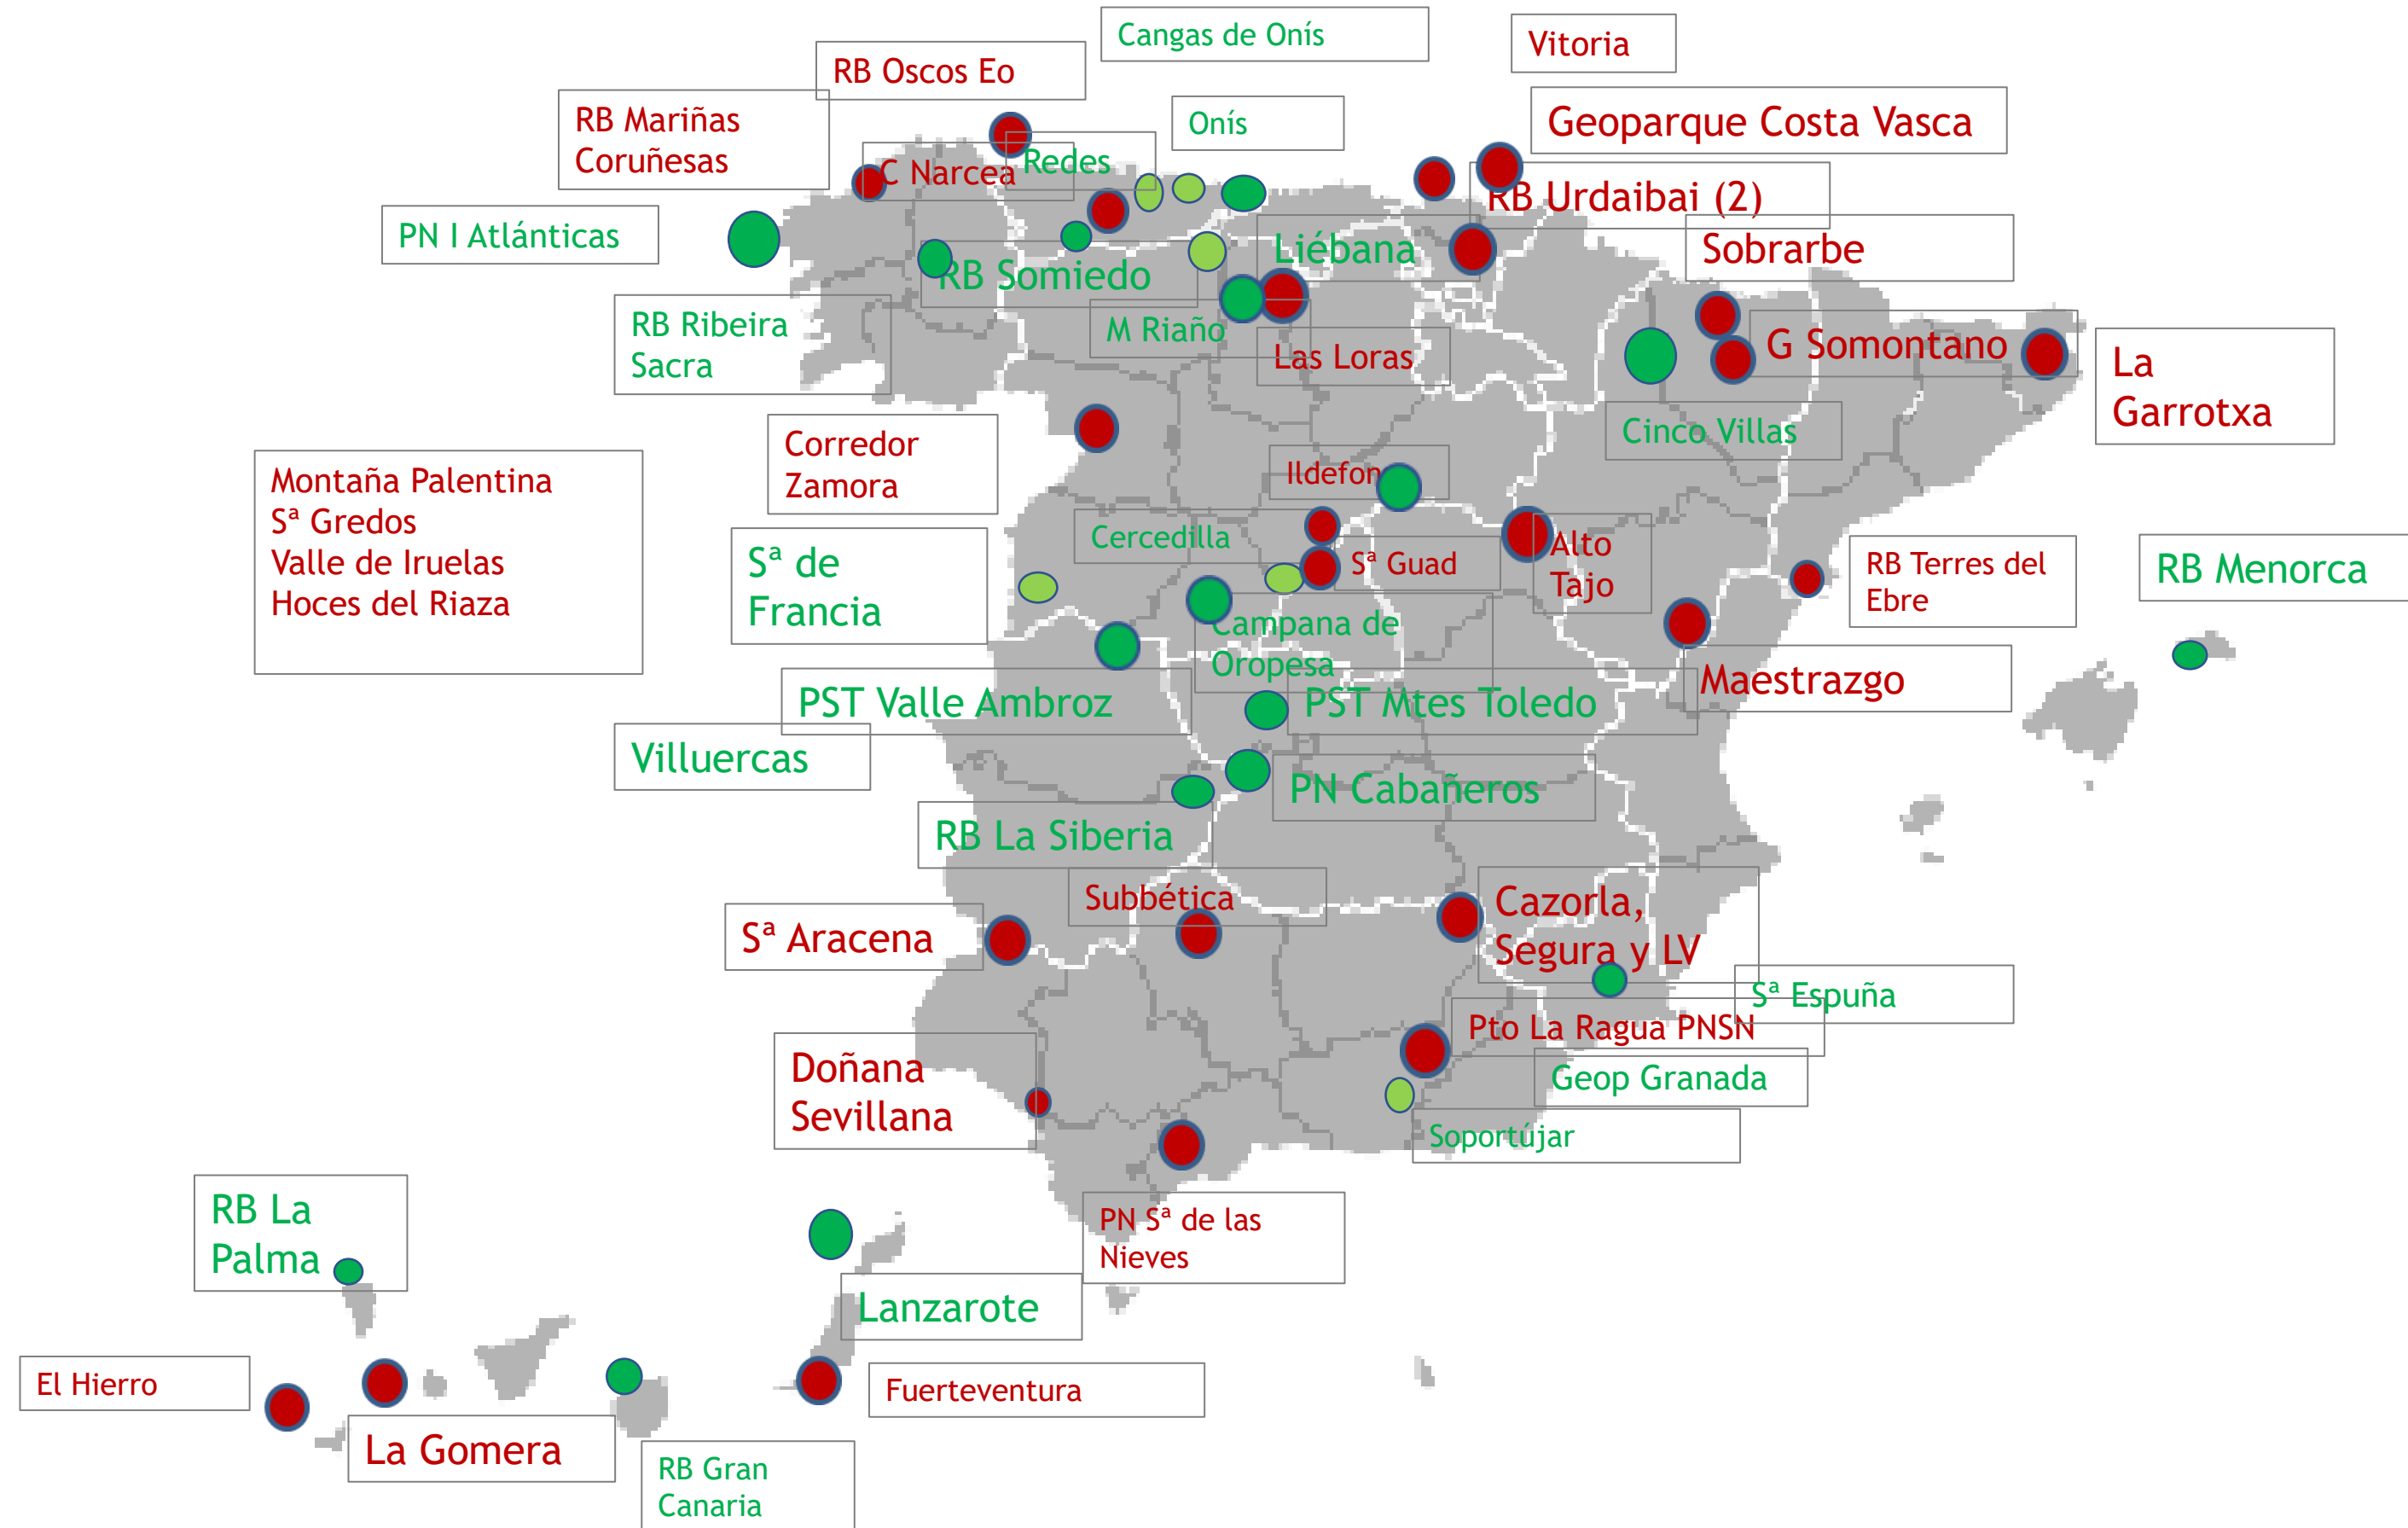 Cangas de Onís
Vitoria
RB Oscos Eo
RB Mariñas
Coruñesas
Onís
Geoparque Costa Vasca
C Narcea
Redes
RB Urdaibai (2)
PN I Atlánticas
RB Somiedo
Liébana
Sobrarbe
RB Ribeira
Sacra
M Riaño
Las Loras
G Somontano
La
Garrotxa
Corredor
Zamora
Cinco Villas
Montaña Palentina
Sª Gredos
Valle de Iruelas
Hoces del Riaza
Ildefon
Cercedilla
Sª Guad
Alto
Tajo
Sª de
Francia
RB Terres del
Ebre
RB Menorca
Campana de
Oropesa
PST Valle Ambroz
PST Mtes Toledo
Maestrazgo
Villuercas
PN Cabañeros
RB La Siberia
Subbética
Cazorla,
Segura y LV
Sª Aracena
Sª Espuña
Pto La Ragua PNSN
Doñana
Sevillana
Geop Granada
Soportújar
RB La
Palma
PN Sª de las
Nieves
Lanzarote
El Hierro
Fuerteventura
La Gomera
RB Gran
Canaria